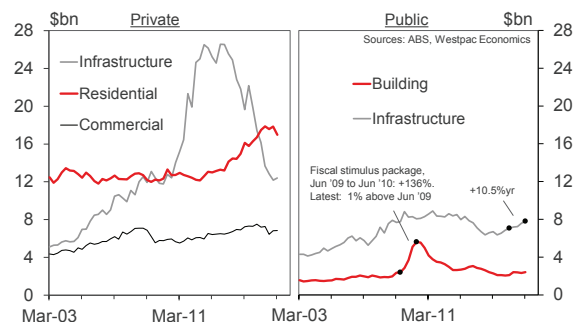 $bn
Private
Public
$bn
28
24
20
16
12
8
4
0
Infrastructure
Residential
Commercial
Mar-03
Mar-11
Sources: ABS, Westpac Economics
Building
Infrastructure
Fiscal stimulus package,
Jun '09 to Jun '10: +136%.
Latest: 1% above Jun '09
+10.5%yr
28
24
20
16
12
8
4
0
Mar-03
Mar-11